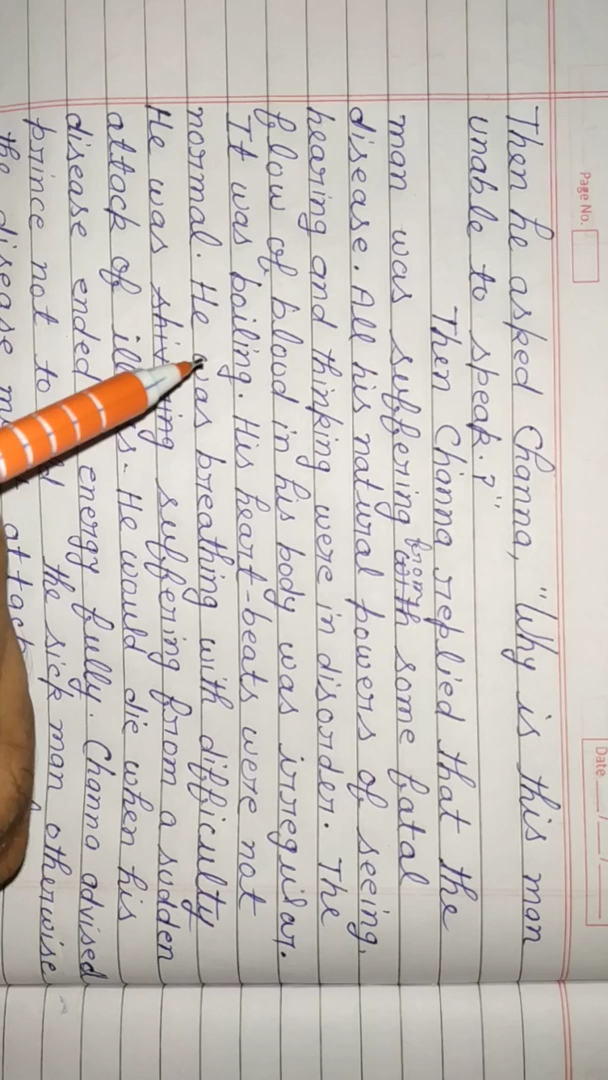 Page No.
Date
Then he asked Channa, "Why is this man
unable to speak.?"
Then Channa replied that the
man was suffering from some fatal
disease. All his natural powers of seeing,
hearing and thinking were in disorder. The
flow of blood in his body was irregular.
It was boiling. His heart-beats were not
normal. He was breathing with difficulty
He was suffering from a sudden
attack of He would die when his
disease ended energy fully. Channa advised
prince not to the sick man otherwise
the disease